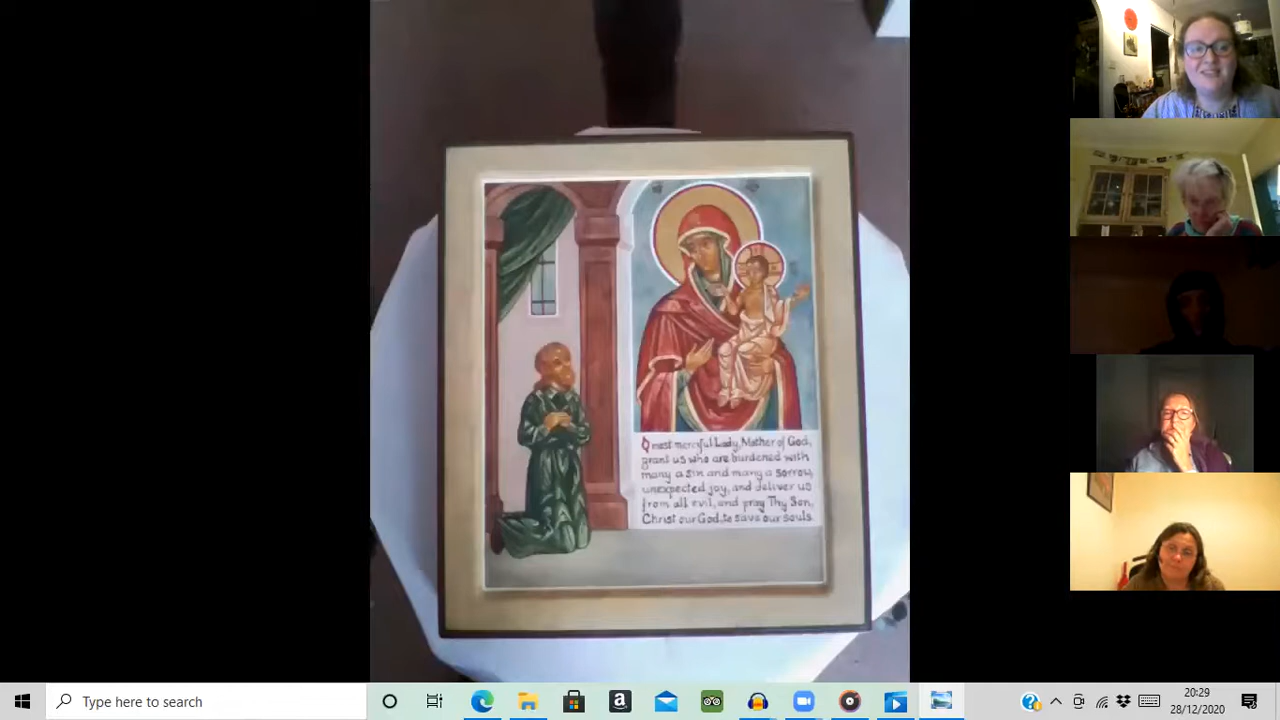 O most merciful Lady, Mother of God,
grant us who are burdened with
many a sin and many a sorrow,
unexpected joy, and deliver us
from all evil, and pray Thy Son,
Christ our God, to save our souls.
Type here to search
20:29
28/12/2020